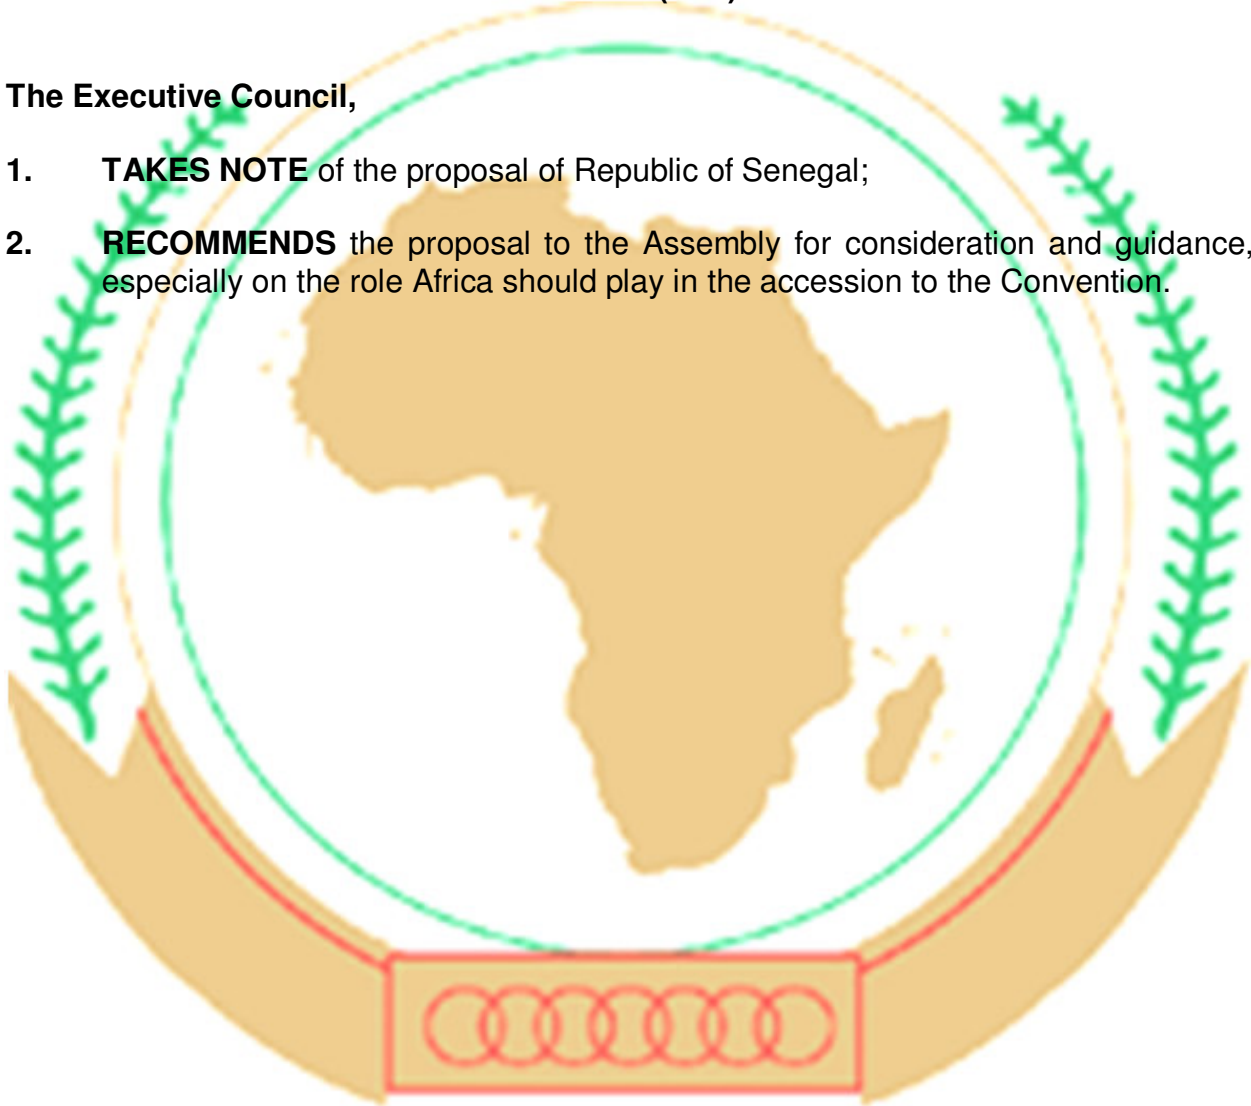 The Executive Council,
1. TAKES NOTE of the proposal of Republic of Senegal;
2. RECOMMENDS the proposal to the Assembly for consideration and guidance,
especially on the role Africa should play in the accession to the Convention.